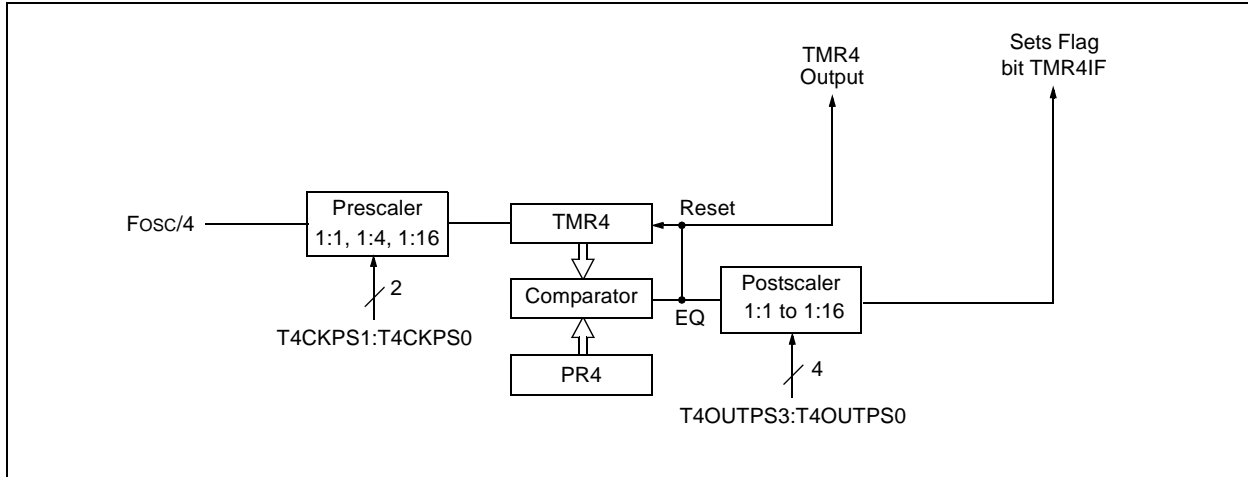 TMR4
Output
Sets Flag
bit TMR4IF
FOSC/4
Prescaler
1:1, 1:4, 1:16
TMR4
Reset
2
T4CKPS1:T4CKPS0
Comparator
EQ
Postscaler
1:1 to 1:16
PR4
4
T4OUTPS3:T4OUTPS0